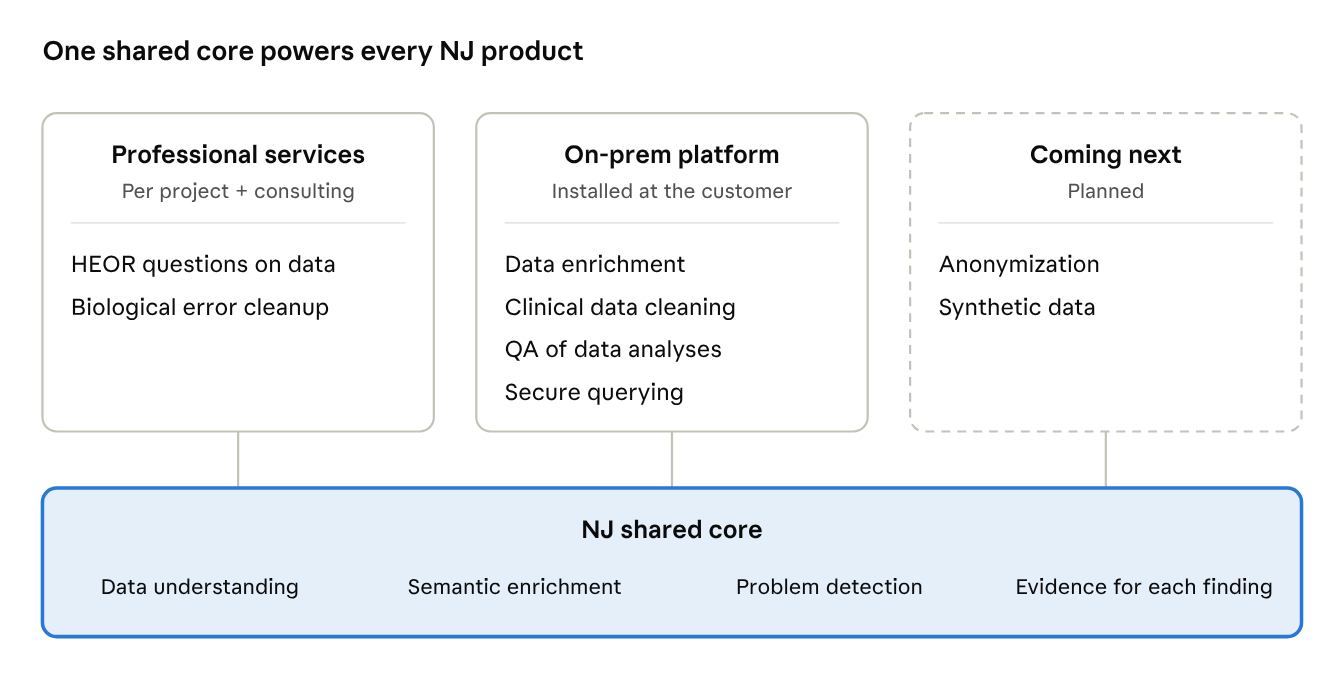 One shared core powers every NJ product
Professional services
Per project + consulting
HEOR questions on data
Biological error cleanup
On-prem platform
Installed at the customer
Data enrichment
Clinical data cleaning
QA of data analyses
Secure querying
Coming next
Planned
Anonymization
Synthetic data
NJ shared core
Data understanding
Semantic enrichment
Problem detection
Evidence for each finding